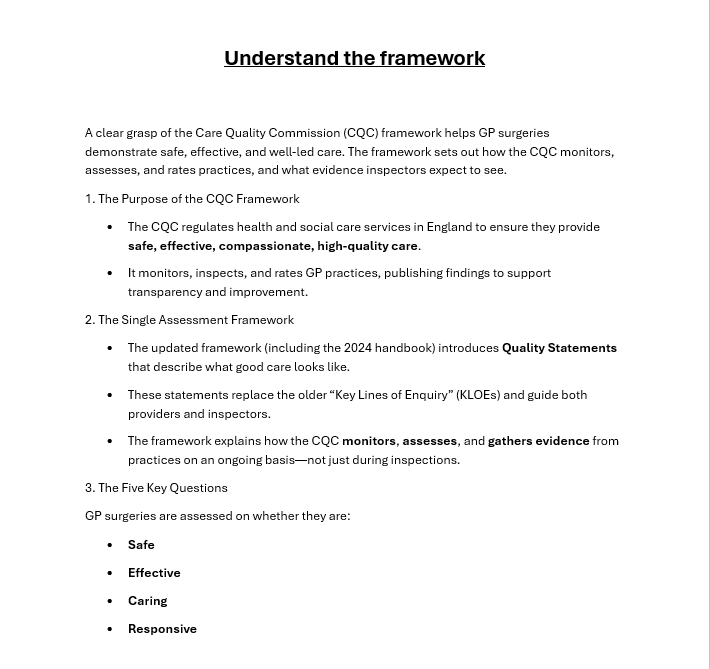 Understand the framework
A clear grasp of the Care Quality Commission (CQC) framework helps GP surgeries
demonstrate safe, effective, and well-led care. The framework sets out how the CQC monitors,
assesses, and rates practices, and what evidence inspectors expect to see.
1. The Purpose of the CQC Framework
• The CQC regulates health and social care services in England to ensure they provide
safe, effective, compassionate, high-quality care.
• It monitors, inspects, and rates GP practices, publishing findings to support
transparency and improvement.
2. The Single Assessment Framework
• The updated framework (including the 2024 handbook) introduces Quality Statements
that describe what good care looks like.
• These statements replace the older “Key Lines of Enquiry” (KLOEs) and guide both
providers and inspectors.
• The framework explains how the CQC monitors, assesses, and gathers evidence from
practices on an ongoing basis—not just during inspections.
3. The Five Key Questions
GP surgeries are assessed on whether they are:
• Safe
• Effective
• Caring
• Responsive